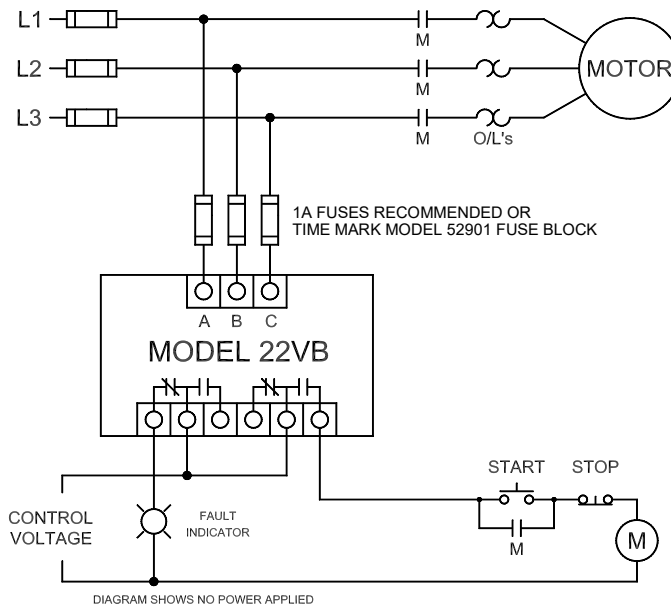 L1
M
L2
M
MOTOR
L3
M
O/L's
1A FUSES RECOMMENDED OR
TIME MARK MODEL 52901 FUSE BLOCK
A B C
MODEL 22VB
START STOP
CONTROL
VOLTAGE
FAULT
INDICATOR
M
M
DIAGRAM SHOWS NO POWER APPLIED